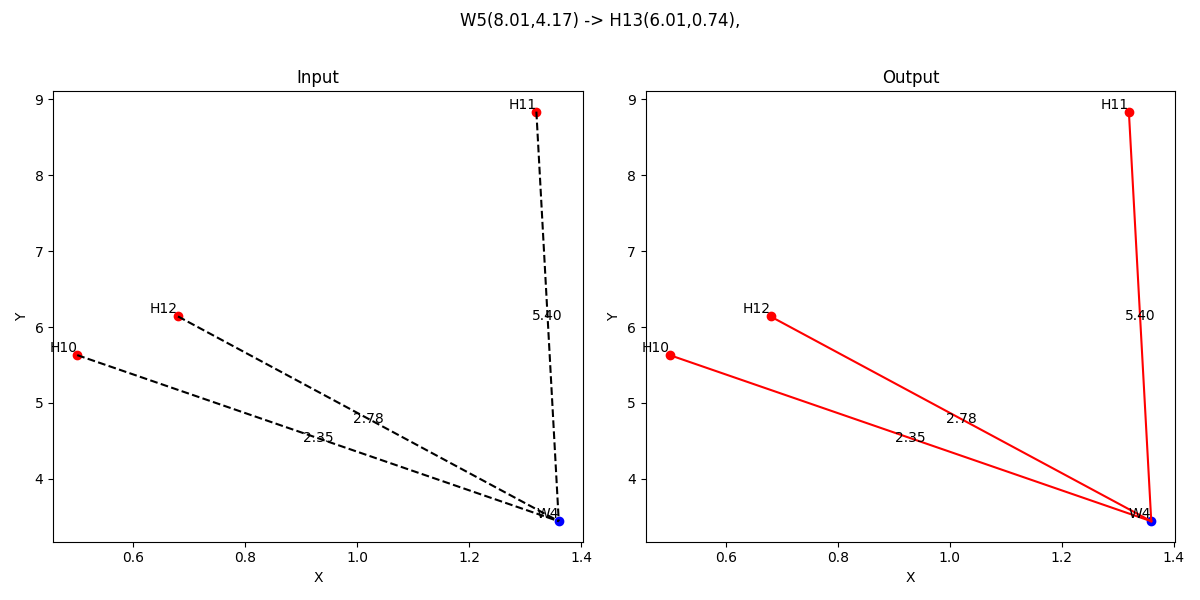 W5(8.01,4.17) -> H13(6.01,0.74),
Input
Output
9
8
7
6
5
4
Y
0.6
0.8
1.0
1.2
1.4
X
H11
H12
H10
5.40
2.78
2.35
W4
9
8
7
6
5
4
Y
0.6
0.8
1.0
1.2
1.4
X
H11
H12
H10
5.40
2.78
2.35
W4